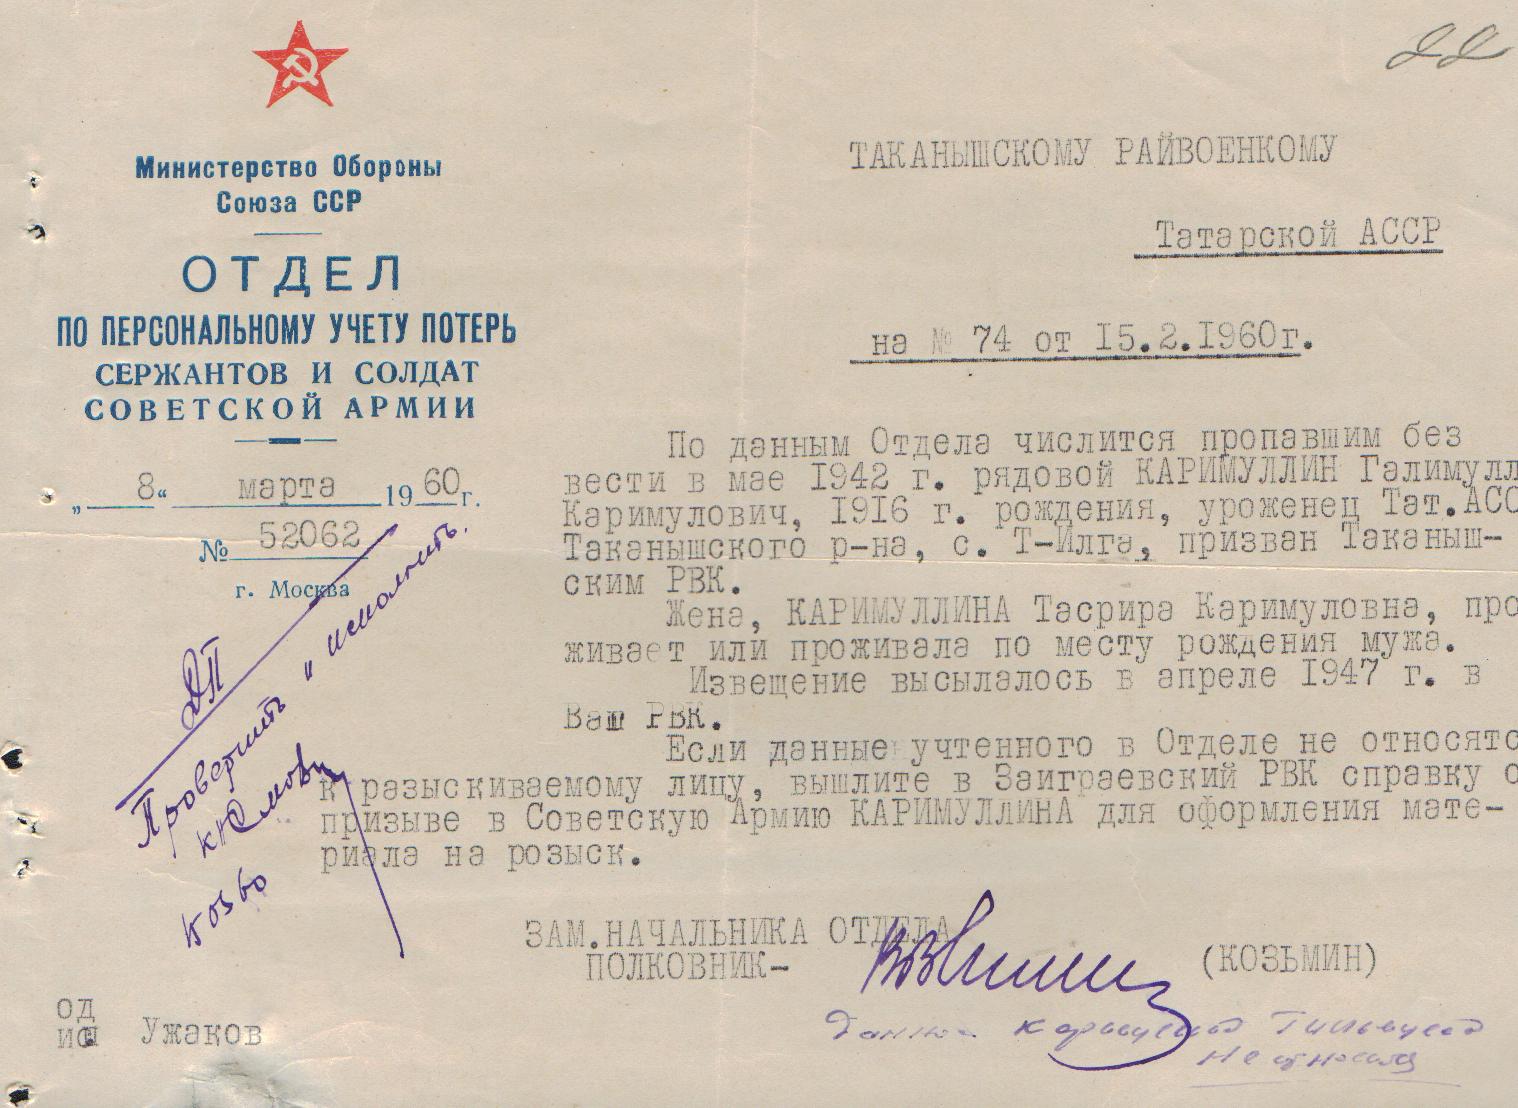 22
Министерство Обороны
Союза ССР
ОТДЕЛ
ПО ПЕРСОНАЛЬНОМУ УЧЕТУ ПОТЕРЬ
СЕРЖАНТОВ И СОЛДАТ
СОВЕТСКОЙ АРМИИ
„ 8 “ марта 1960 г.
№ 52062
г. Москва
ТАКАНЫШСКОМУ РАЙВОЕНКОМУ
Татарской АССР
на № 74 от 15.2.1960г.
По данным Отдела числится пропавшим без
вести в мае 1942 г. рядовой КАРИМУЛЛИН Галимулл
Каримулович, 1916 г. рождения, уроженец Тат.АСС
Таканышского р-на, с. Т-Илга, призван Таканыш-
ским РВК.
Жена, КАРИМУЛЛИНА Тасрира Каримуловна, про
живает или проживала по месту рождения мужа.
Извещение высылалось в апреле 1947 г. в
Ваш РВК.
Если данные учтенного в Отделе не относятс
к разыскиваемому лицу, вышлите в Заиграевский РВК справку о
призыве в Советскую Армию КАРИМУЛЛИНА для оформления мате-
риала на розыск.
ДП
Проверить и исполнить.
ЗАМ.НАЧАЛЬНИКА ОТДЕЛА
ПОЛКОВНИК-
(КОЗЬМИН)
од
Ужаков